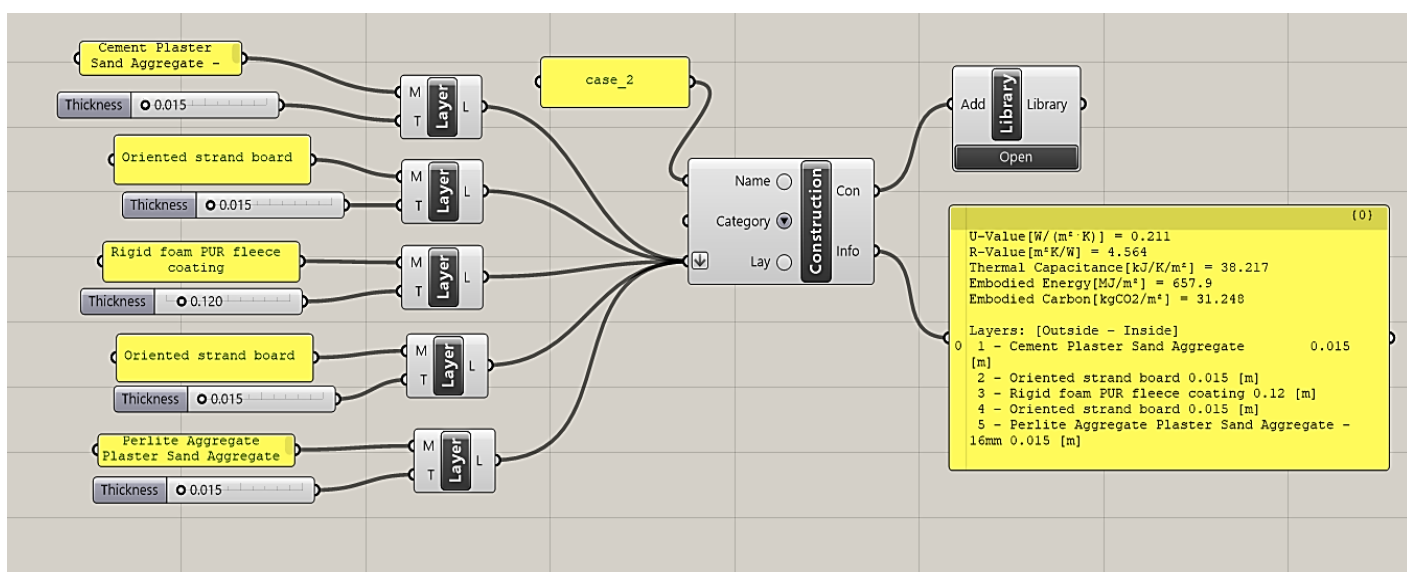 Cement Plaster
Sand Aggregate -
Thickness 0.015
M
T
Layer
L
Oriented strand board
Thickness 0.015
M
T
Layer
L
Rigid foam PUR fleece
coating
Thickness 0.120
M
T
Layer
L
Oriented strand board
Thickness 0.015
M
T
Layer
L
Perlite Aggregate
Plaster Sand Aggregate
Thickness 0.015
M
T
Layer
L
case_2
Name
Category
Lay
Construction
Con
Info
Add
Library
Library
Open
{0}
0
U-Value[W/(m²·K)] = 0.211
R-Value[m²K/W] = 4.564
Thermal Capacitance[kJ/K/m²] = 38.217
Embodied Energy[MJ/m²] = 657.9
Embodied Carbon[kgCO2/m²] = 31.248
Layers: [Outside - Inside]
1 - Cement Plaster Sand Aggregate 0.015
[m]
2 - Oriented strand board 0.015 [m]
3 - Rigid foam PUR fleece coating 0.12 [m]
4 - Oriented strand board 0.015 [m]
5 - Perlite Aggregate Plaster Sand Aggregate -
16mm 0.015 [m]